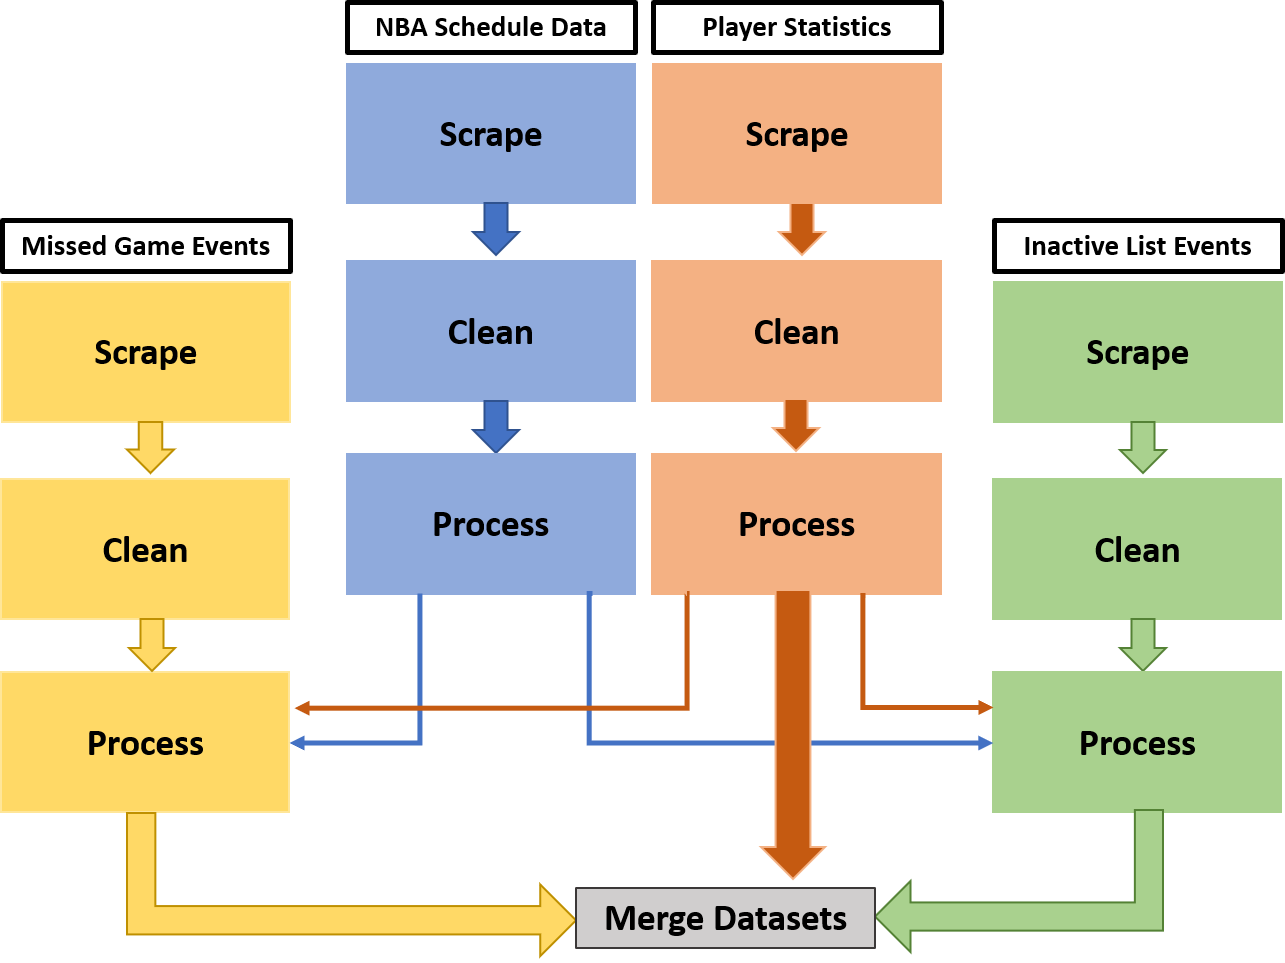 NBA Schedule Data
Player Statistics
Scrape
Scrape
Missed Game Events
Inactive List Events
Clean
Clean
Scrape
Scrape
Process
Process
Clean
Clean
Process
Process
Merge Datasets